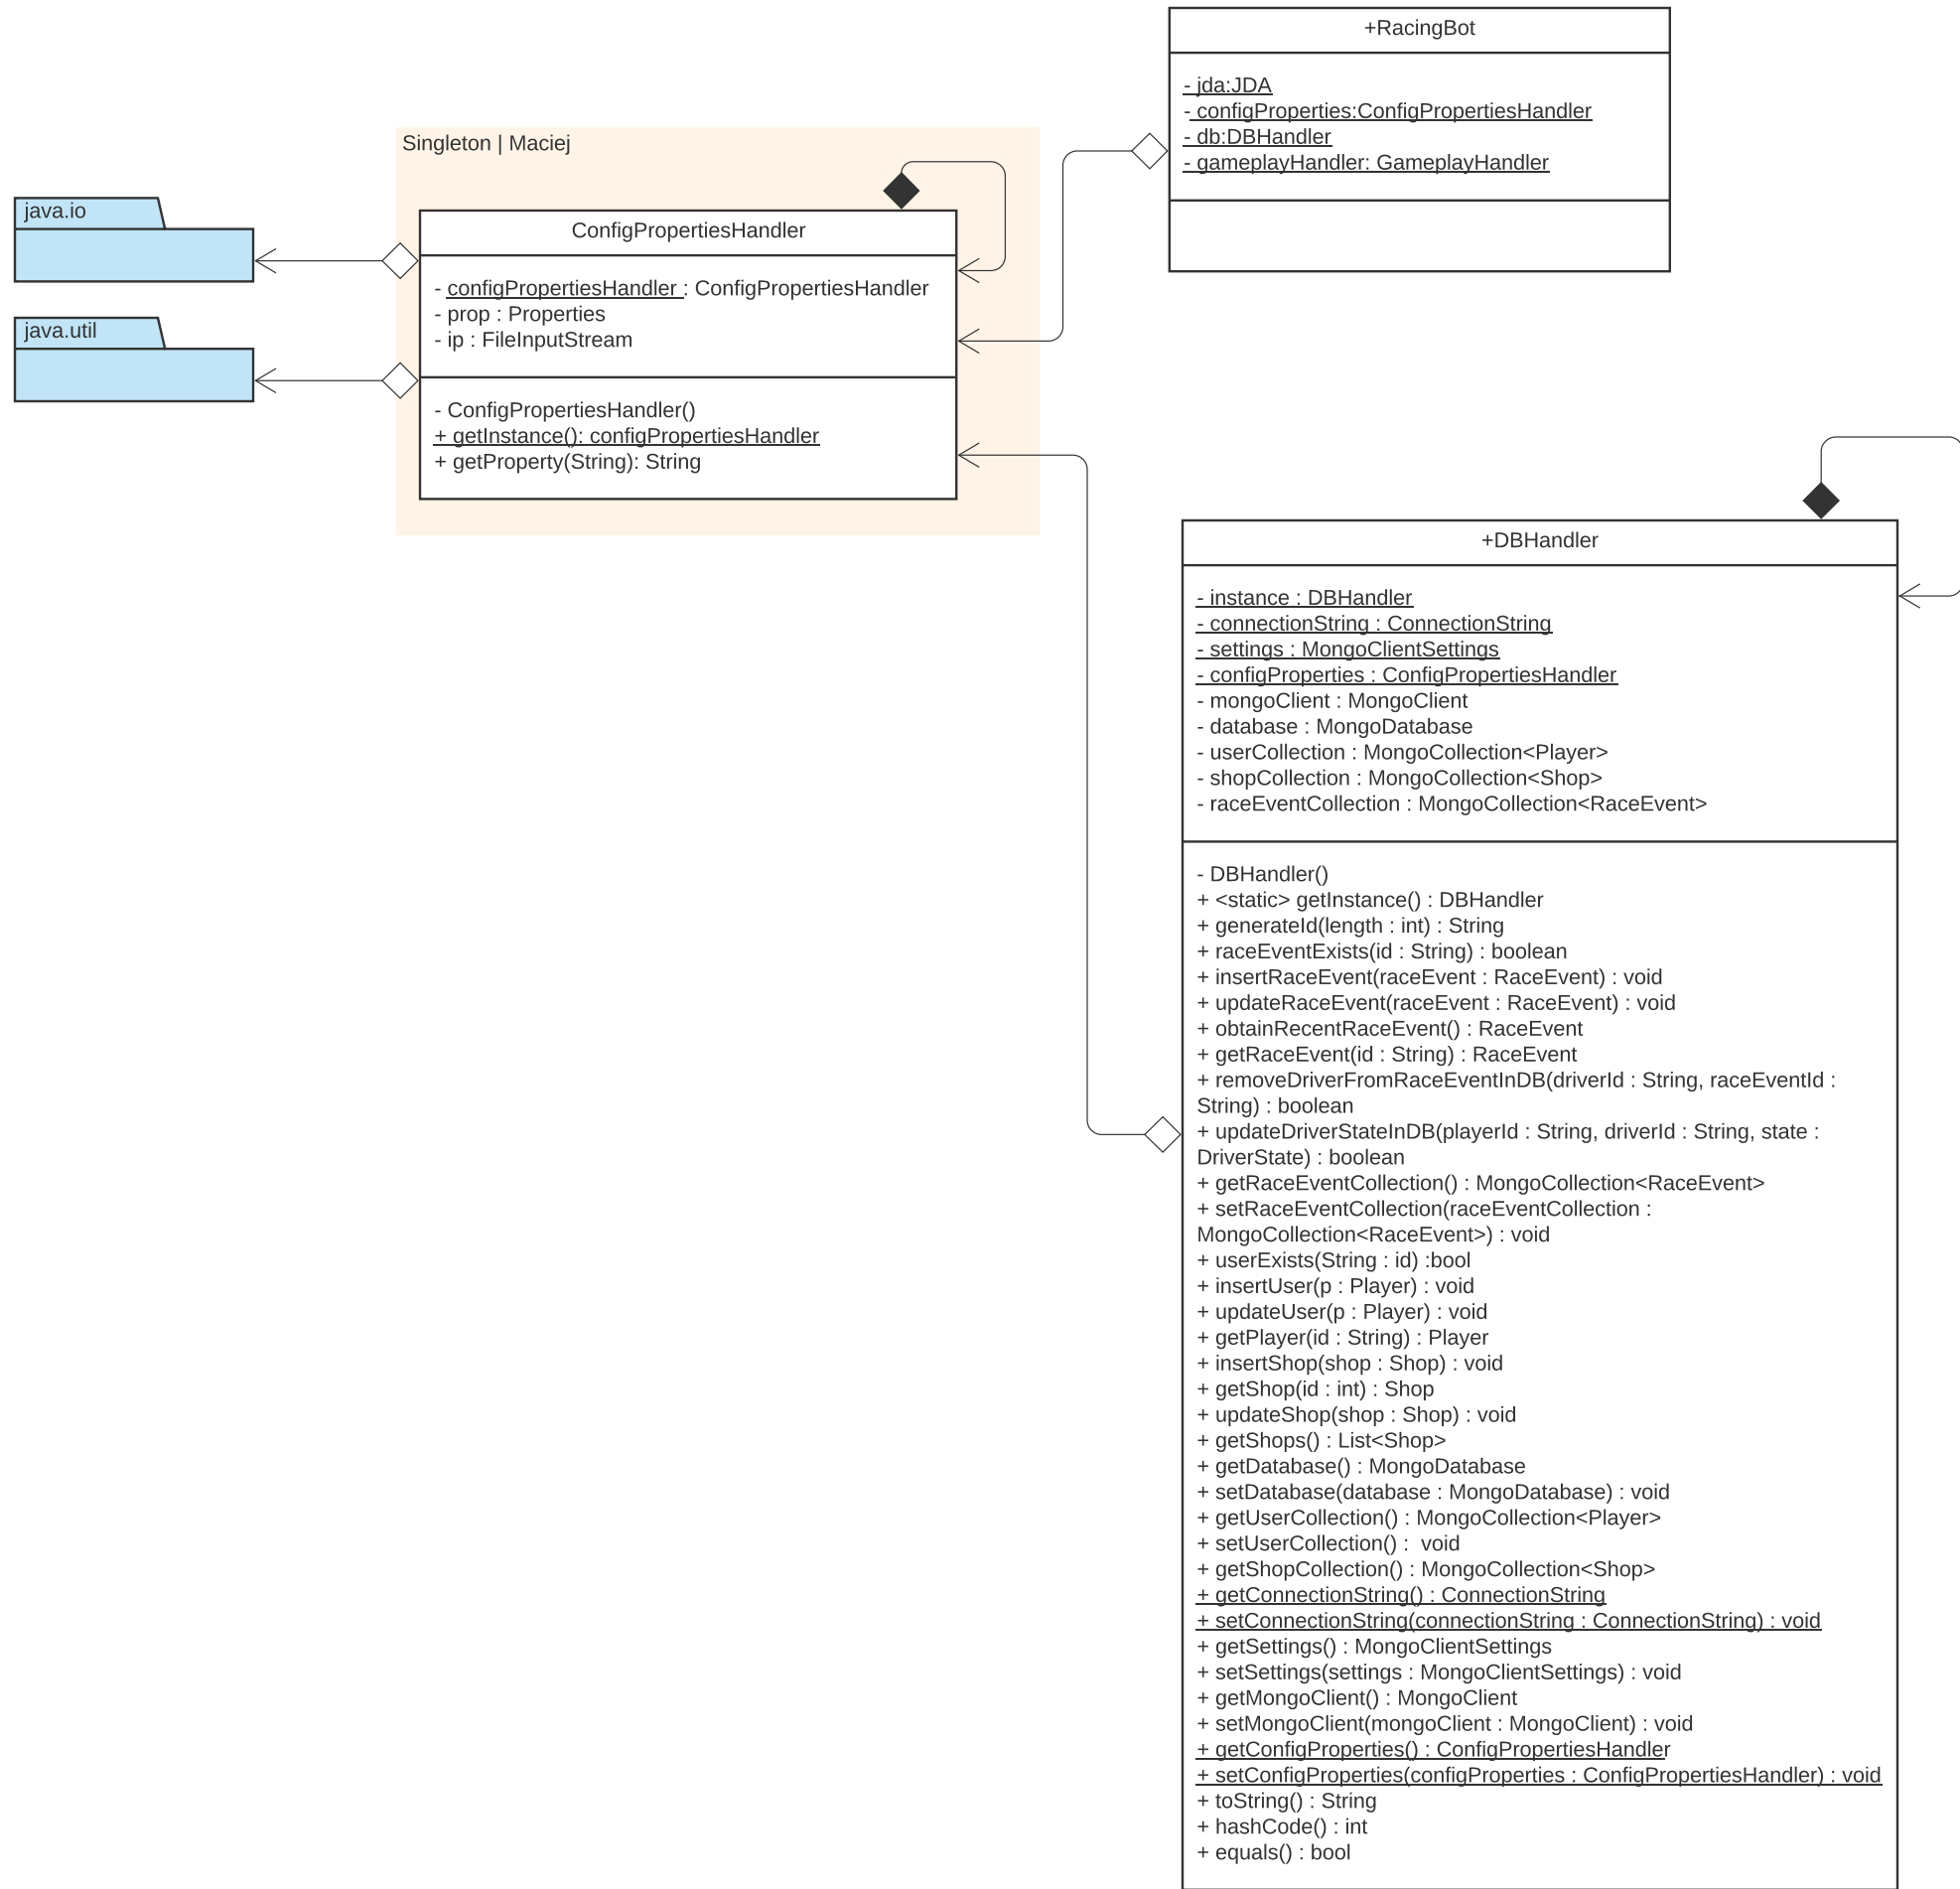 +RacingBot
- jda:JDA
- configProperties:ConfigPropertiesHandler
- db:DBHandler
- gameplayHandler: GameplayHandler
Singleton | Maciej
java.io
java.util
ConfigPropertiesHandler
- configPropertiesHandler : ConfigPropertiesHandler
- prop : Properties
- ip : FileInputStream
- ConfigPropertiesHandler()
+ getInstance(): configPropertiesHandler
+ getProperty(String): String
+DBHandler
- instance : DBHandler
- connectionString : ConnectionString
- settings : MongoClientSettings
- configProperties : ConfigPropertiesHandler
- mongoClient : MongoClient
- database : MongoDatabase
- userCollection : MongoCollection<Player>
- shopCollection : MongoCollection<Shop>
- raceEventCollection : MongoCollection<RaceEvent>
- DBHandler()
+ <static> getInstance() : DBHandler
+ generateId(length : int) : String
+ raceEventExists(id : String) : boolean
+ insertRaceEvent(raceEvent : RaceEvent) : void
+ updateRaceEvent(raceEvent : RaceEvent) : void
+ obtainRecentRaceEvent() : RaceEvent
+ getRaceEvent(id : String) : RaceEvent
+ removeDriverFromRaceEventInDB(driverId : String, raceEventId :
String) : boolean
+ updateDriverStateInDB(playerId : String, driverId : String, state :
DriverState) : boolean
+ getRaceEventCollection() : MongoCollection<RaceEvent>
+ setRaceEventCollection(raceEventCollection :
MongoCollection<RaceEvent>) : void
+ userExists(String : id) :bool
+ insertUser(p : Player) : void
+ updateUser(p : Player) : void
+ getPlayer(id : String) : Player
+ insertShop(shop : Shop) : void
+ getShop(id : int) : Shop
+ updateShop(shop : Shop) : void
+ getShops() : List<Shop>
+ getDatabase() : MongoDatabase
+ setDatabase(database : MongoDatabase) : void
+ getUserCollection() : MongoCollection<Player>
+ setUserCollection() :  void
+ getShopCollection() : MongoCollection<Shop>
+ getConnectionString() : ConnectionString
+ setConnectionString(connectionString : ConnectionString) : void
+ getSettings() : MongoClientSettings
+ setSettings(settings : MongoClientSettings) : void
+ getMongoClient() : MongoClient
+ setMongoClient(mongoClient : MongoClient) : void
+ getConfigProperties() : ConfigPropertiesHandler
+ setConfigProperties(configProperties : ConfigPropertiesHandler) : void
+ toString() : String
+ hashCode() : int
+ equals() : bool